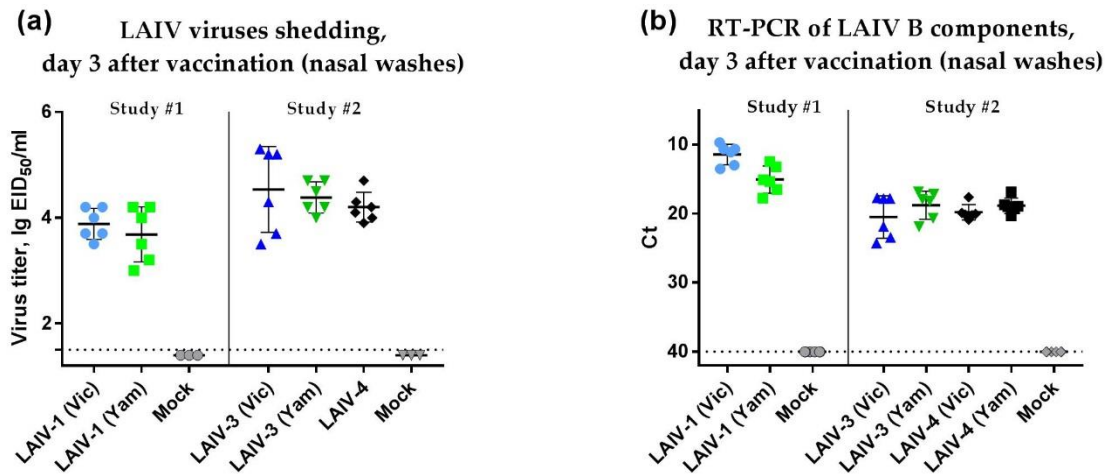 (a)
LAIV viruses shedding,
day 3 after vaccination (nasal washes)
Study #1
Study #2
Virus titer, lg EID50/ml
6
4
2
LAIV-1 (Vic)
LAIV-1 (Yam)
Mock
LAIV-3 (Vic)
LAIV-3 (Yam)
LAIV-4
Mock
(b)
RT-PCR of LAIV B components,
day 3 after vaccination (nasal washes)
Study #1
Study #2
Ct
10
20
30
40
LAIV-1 (Vic)
LAIV-1 (Yam)
Mock
LAIV-3 (Vic)
LAIV-3 (Yam)
LAIV-4 (Vic)
LAIV-4 (Yam)
Mock